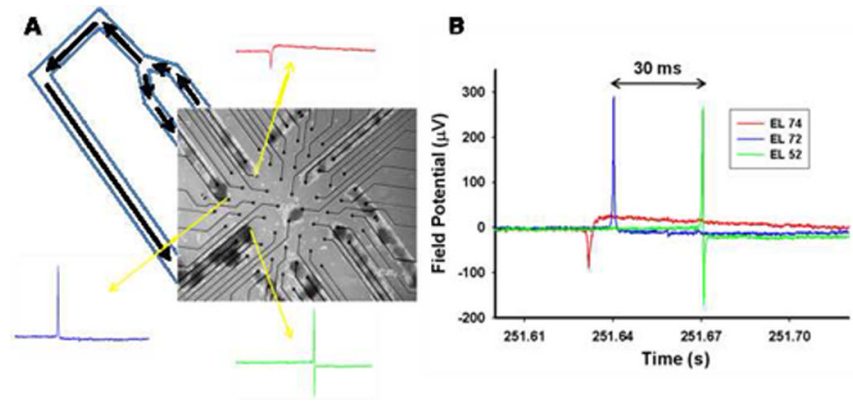 A
B
30 ms
EL 74
EL 72
EL 52
Field Potential (μV)
300
200
100
0
-100
-200
251.61
251.64
251.67
251.70
Time (s)